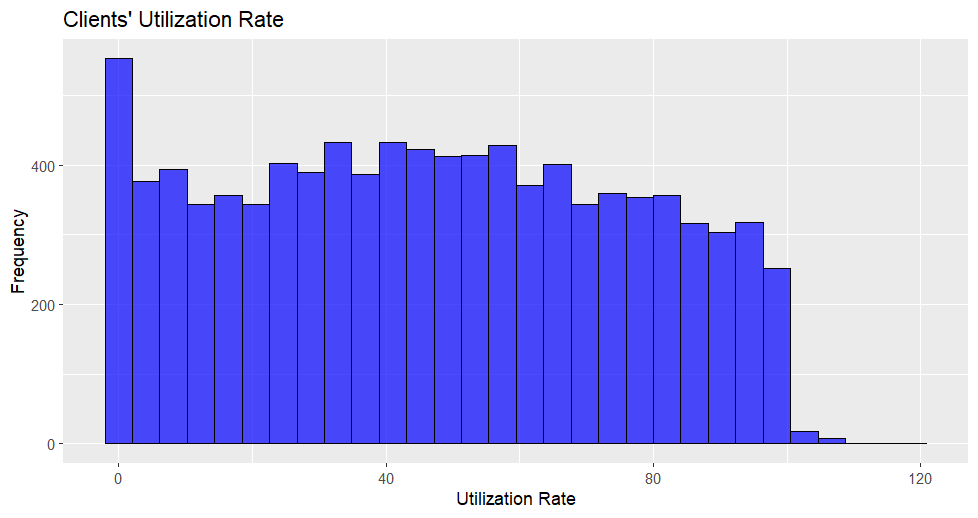 Clients' Utilization Rate
Frequency
400
200
0
0 40 80 120
Utilization Rate